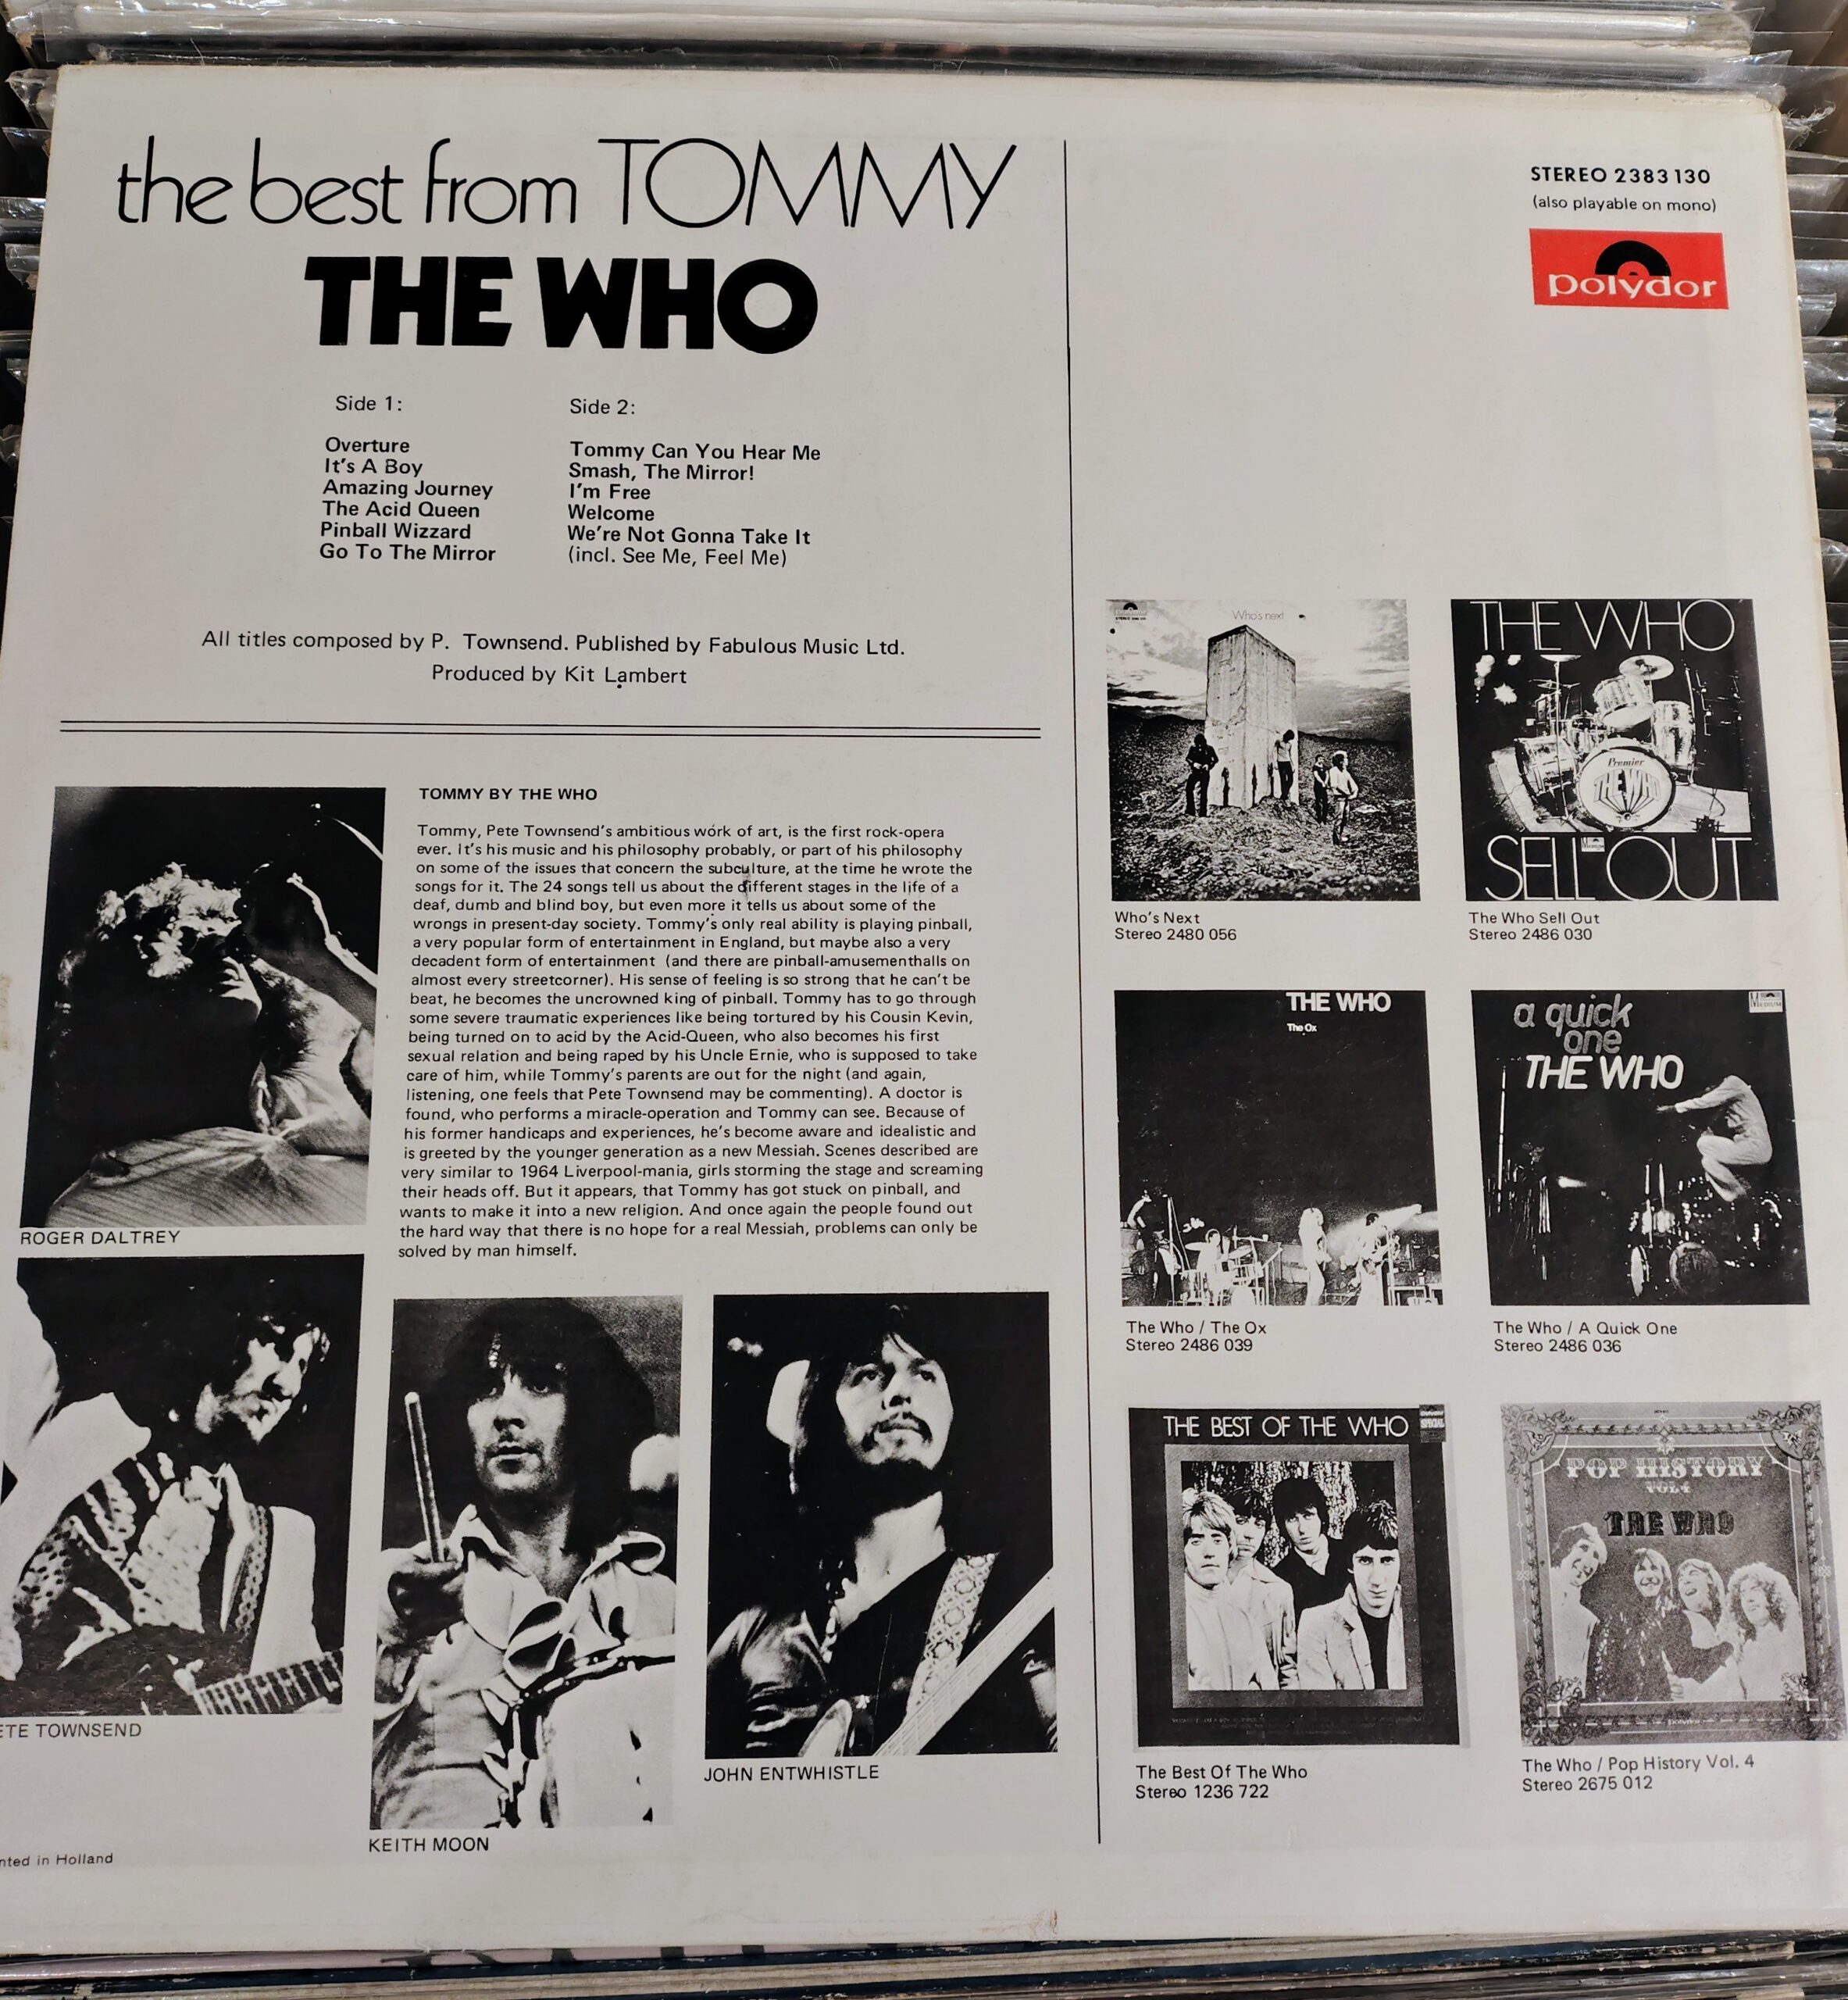 the best from TOMMY
THE WHO
Side 1:
Overture
It's A Boy
Amazing Journey
The Acid Queen
Pinball Wizzard
Go To The Mirror
Side 2:
Tommy Can You Hear Me
Smash, The Mirror!
I'm Free
Welcome
We're Not Gonna Take It
(incl. See Me, Feel Me)
All titles composed by P. Townsend. Published by Fabulous Music Ltd.
Produced by Kit Lambert
TOMMY BY THE WHO
Tommy, Pete Townsend's ambitious work of art, is the first rock-opera
ever. It's his music and his philosophy probably, or part of his philosophy
on some of the issues that concern the subculture, at the time he wrote the
songs for it. The 24 songs tell us about the different stages in the life of a
deaf, dumb and blind boy, but even more it tells us about some of the
wrongs in present-day society. Tommy's only real ability is playing pinball,
a very popular form of entertainment in England, but maybe also a very
decadent form of entertainment (and there are pinball-amusementhalls on
almost every streetcorner). His sense of feeling is so strong that he can't be
beat, he becomes the uncrowned king of pinball. Tommy has to go through
some severe traumatic experiences like being tortured by his Cousin Kevin,
being turned on to acid by the Acid-Queen, who also becomes his first
sexual relation and being raped by his Uncle Ernie, who is supposed to take
care of him, while Tommy's parents are out for the night (and again,
listening, one feels that Pete Townsend may be commenting). A doctor is
found, who performs a miracle-operation and Tommy can see. Because of
his former handicaps and experiences, he's become aware and idealistic and
is greeted by the younger generation as a new Messiah. Scenes described are
very similar to 1964 Liverpool-mania, girls storming the stage and screaming
their heads off. But it appears, that Tommy has got stuck on pinball, and
wants to make it into a new religion. And once again the people found out
the hard way that there is no hope for a real Messiah, problems can only be
solved by man himself.
ROGER DALTREY
ETE TOWNSEND
KEITH MOON
JOHN ENTWHISTLE
nted in Holland
STEREO 2383 130
(also playable on mono)
polydor
Who's next
Who's Next
Stereo 2480 056
THE WHO
Premier
THE WHO
SELL OUT
The Who Sell Out
Stereo 2486 030
THE WHO
The Ox
The Who / The Ox
Stereo 2486 039
a quick
one
THE WHO
The Who / A Quick One
Stereo 2486 036
THE BEST OF THE WHO
The Best Of The Who
Stereo 1236 722
POP HISTORY
VOL 4
THE WHO
The Who / Pop History Vol. 4
Stereo 2675 012